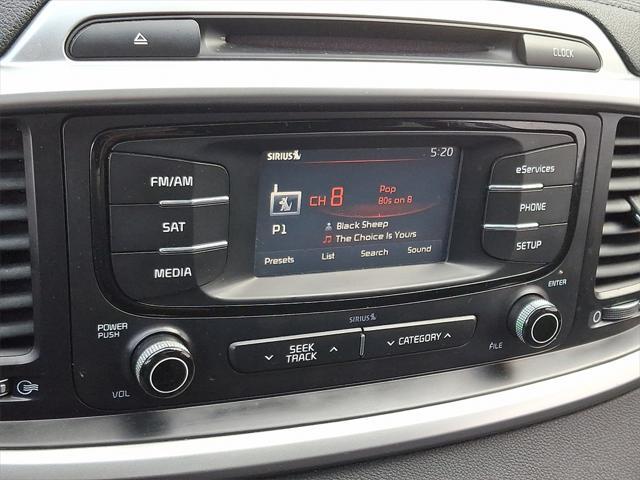 CLOCK
FM/AM
SAT
MEDIA
SIRIUS
5:20
CH 8
Pop
80s on 8
P1
Black Sheep
The Choice Is Yours
Presets List Search Sound
eServices
PHONE
SETUP
ENTER
SIRIUS
POWER
PUSH
VOL
SEEK
TRACK
CATEGORY
FILE